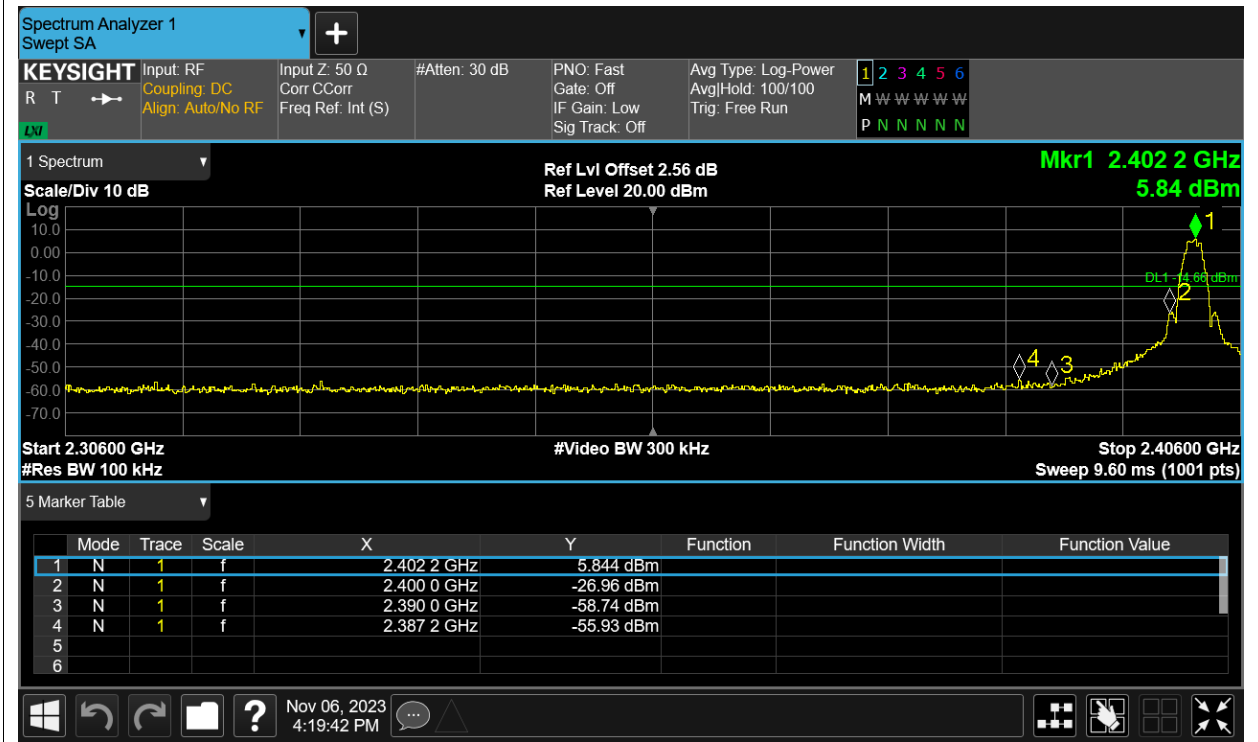 Spectrum Analyzer 1
Swept SA
KEYSIGHT
R T
LXI
Input: RF
Coupling: DC
Align: Auto/No RF
Input Z: 50 Ω
Corr CCorr
Freq Ref: Int (S)
#Atten: 30 dB
PNO: Fast
Gate: Off
IF Gain: Low
Sig Track: Off
Avg Type: Log-Power
Avg|Hold: 100/100
Trig: Free Run
1 2 3 4 5 6
M W W W W W
P N N N N N
1 Spectrum
Scale/Div 10 dB
Ref Lvl Offset 2.56 dB
Ref Level 20.00 dBm
Mkr1 2.402 2 GHz
5.84 dBm
Log
10.0
0.00
-10.0
-20.0
-30.0
-40.0
-50.0
-60.0
-70.0
1
DL1 -14.66 dBm
2
4
3
Start 2.30600 GHz
#Video BW 300 kHz
Stop 2.40600 GHz
#Res BW 100 kHz
Sweep 9.60 ms (1001 pts)
5 Marker Table
Mode Trace Scale X Y Function Function Width Function Value
1 N 1 f 2.402 2 GHz 5.844 dBm
2 N 1 f 2.400 0 GHz -26.96 dBm
3 N 1 f 2.390 0 GHz -58.74 dBm
4 N 1 f 2.387 2 GHz -55.93 dBm
5
6
?
Nov 06, 2023
4:19:42 PM